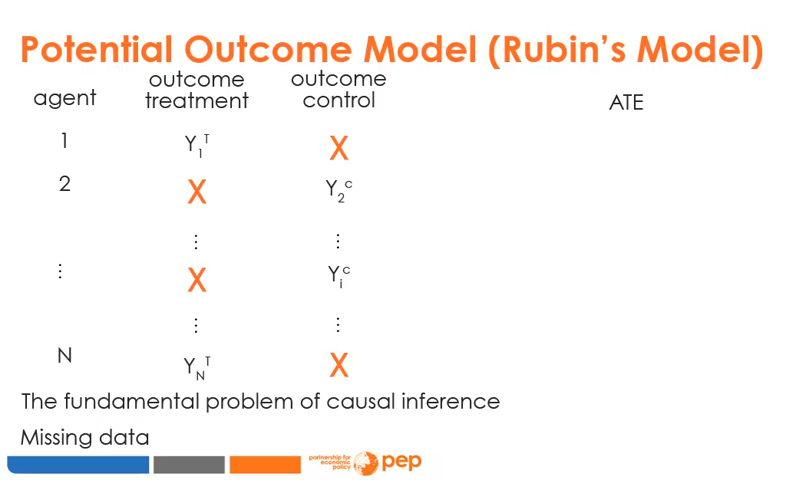 Potential Outcome Model (Rubin's Model)
agent outcome treatment outcome control ATE
1 Y₁ᵀ X
2 X Y₂ᶜ
⋮ ⋮
⋮ X Yᵢᶜ
⋮ ⋮
N Y_Nᵀ X
The fundamental problem of causal inference
Missing data
partnership for
economic
policy
pep